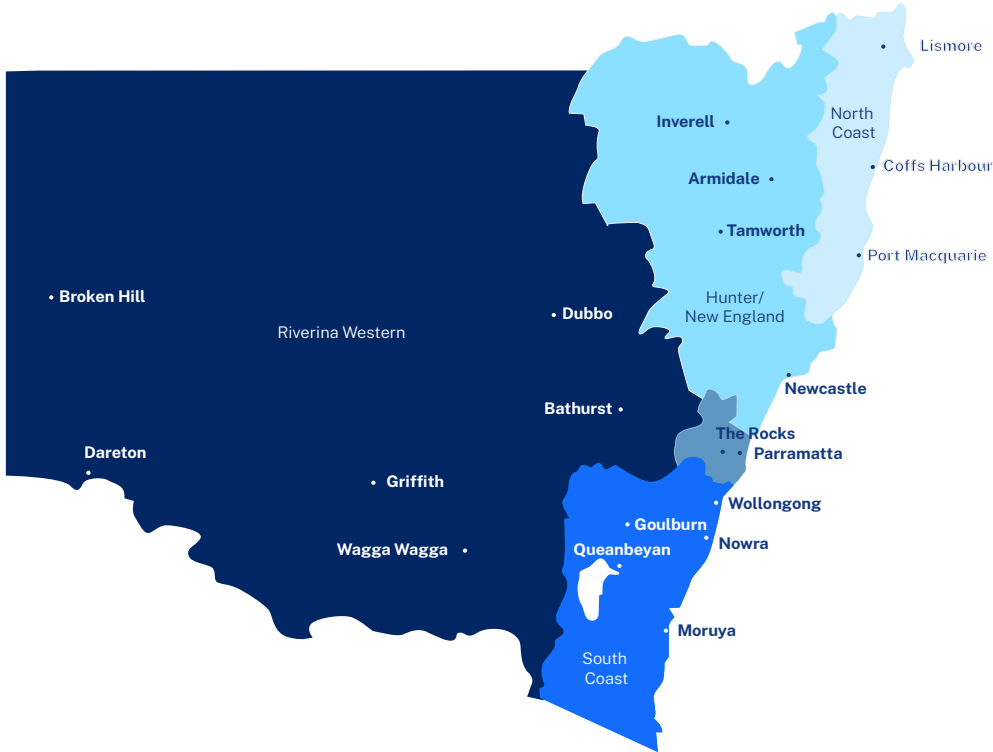 Lismore
North
Coast
Inverell
Coffs Harbour
Armidale
Tamworth
Port Macquarie
Broken Hill
Hunter/
New England
Dubbo
Riverina Western
Newcastle
Bathurst
The Rocks
Dareton
Parramatta
Griffith
Wollongong
Goulburn
Nowra
Wagga Wagga
Queanbeyan
Moruya
South
Coast